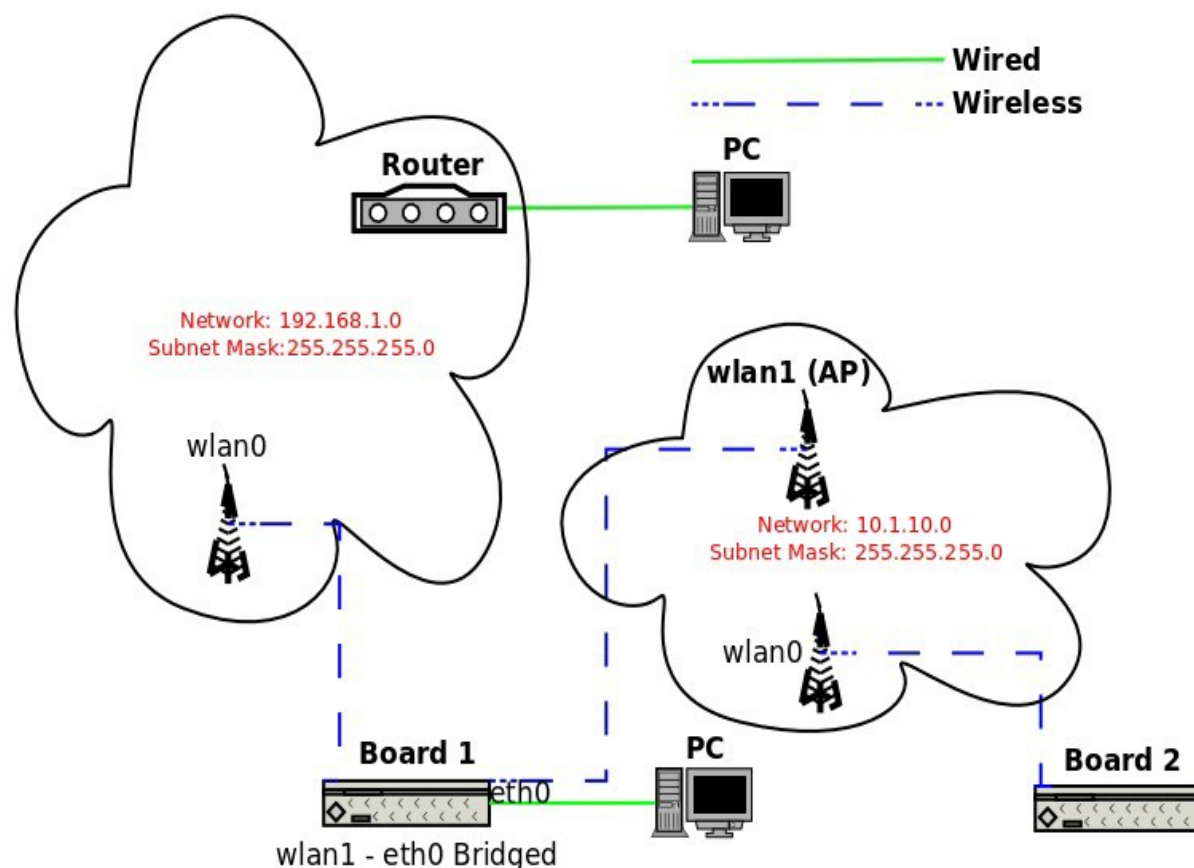 Wired
Wireless
PC
Router
Network: 192.168.1.0
Subnet Mask:255.255.255.0
wlan1 (AP)
wlan0
Network: 10.1.10.0
Subnet Mask: 255.255.255.0
wlan0
Board 1
PC
Board 2
eth0
wlan1 - eth0 Bridged